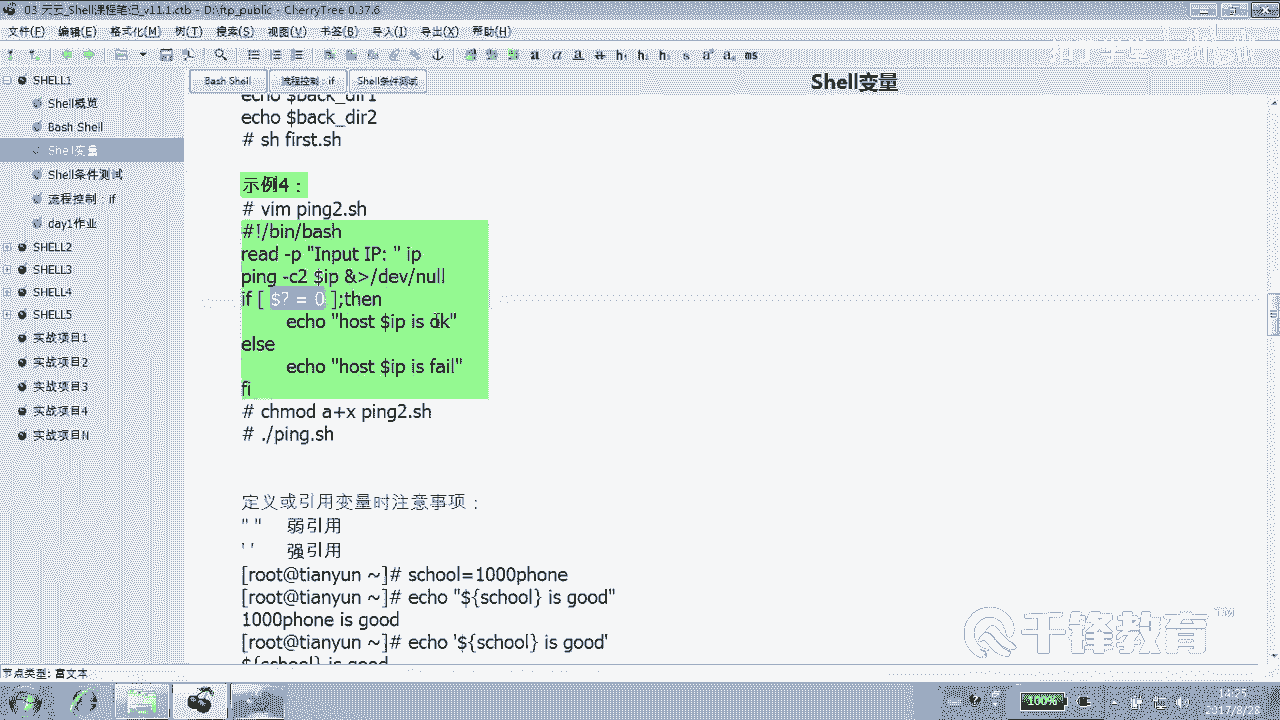 03_天云_Shell课程笔记_v11.1.ctb - D:\ftp_public - CherryTree 0.37.6
文件(F) 编辑(E) 格式化(M) 树(T) 搜索(S) 视图(V) 书签(B) 导入(I) 导出(X) 帮助(H)
SHELL1
Shell概览
Bash Shell
Shell变量
Shell条件测试
流程控制：if
day1作业
SHELL2
SHELL3
SHELL4
SHELL5
实战项目1
实战项目2
实战项目3
实战项目4
实战项目N
Bash Shell 流程控制：if Shell条件测试
Shell变量
echo $back_dir1
echo $back_dir2
# sh first.sh
示例4：
# vim ping2.sh
#!/bin/bash
read -p "Input IP: " ip
ping -c2 $ip &>/dev/null
if [ $? = 0 ];then
echo "host $ip is ok"
else
echo "host $ip is fail"
fi
# chmod a+x ping2.sh
# ./ping.sh
定义或引用变量时注意事项：
" " 弱引用
' ' 强引用
[root@tianyun ~]# school=1000phone
[root@tianyun ~]# echo "${school} is good"
1000phone is good
[root@tianyun ~]# echo '${school} is good'
${school} is good
千锋教育
节点类型: 富文本
100%
14:25
2017/8/28